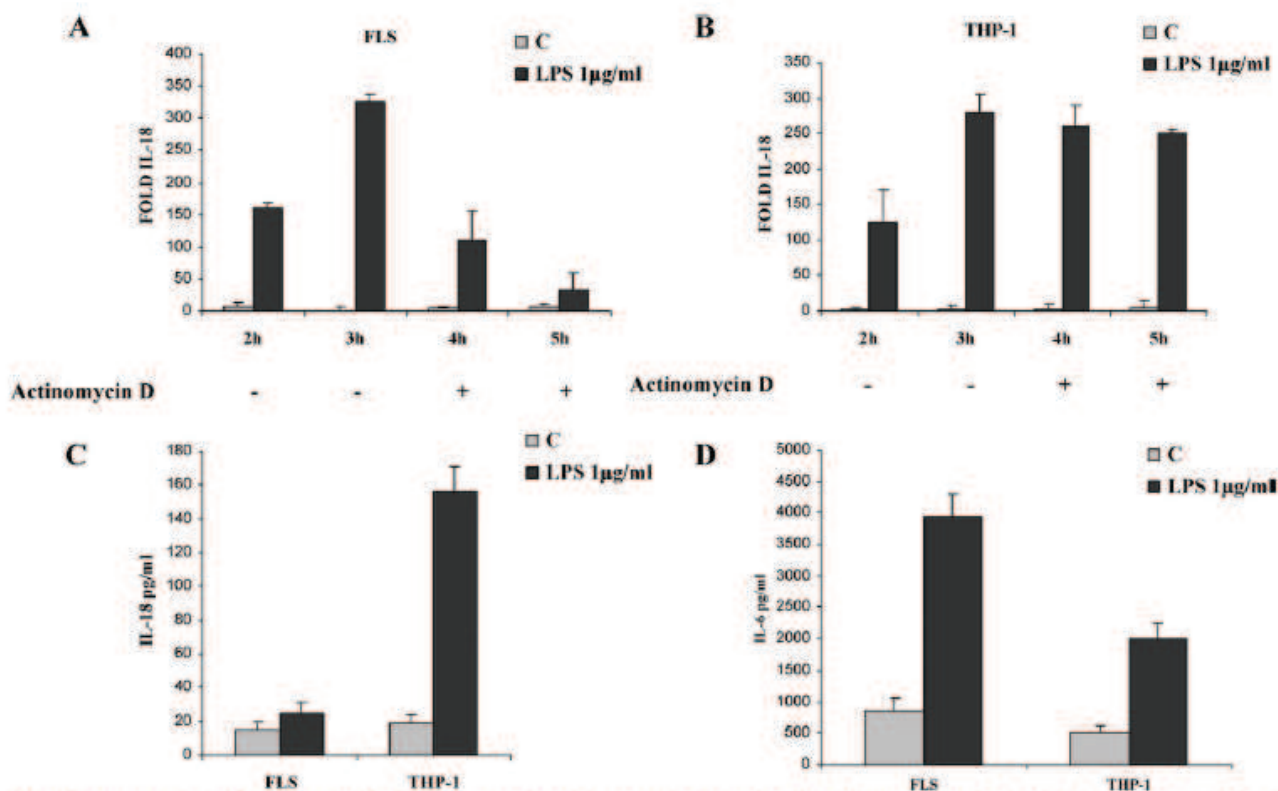 A
FLS
C
LPS 1µg/ml
FOLD IL-18
400
350
300
250
200
150
100
50
0
2h 3h 4h 5h
Actinomycin D - - + +
B
THP-1
C
LPS 1µg/ml
FOLD IL-18
350
300
250
200
150
100
50
0
2h 3h 4h 5h
Actinomycin D - - + +
C
C
LPS 1µg/ml
IL-18 pg/ml
180
160
140
120
100
80
60
40
20
0
FLS THP-1
D
C
LPS 1µg/ml
IL-6 pg/ml
5000
4500
4000
3500
3000
2500
2000
1500
1000
500
0
FLS THP-1